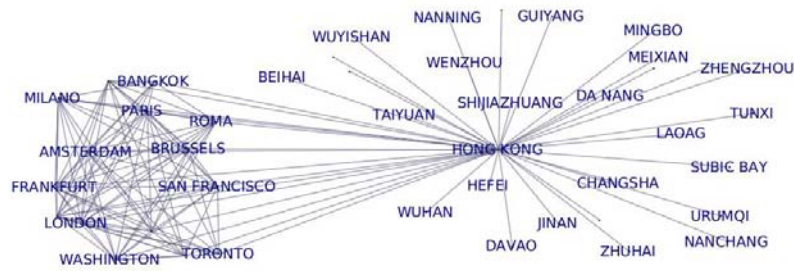 NANNING
GUIYANG
WUYISHAN
MINGBO
MEIXIAN
WENZHOU
ZHENGZHOU
BEIHAI
BANGKOK
MILANO
DA NANG
SHIJIAZHUANG
PARIS
TAIYUAN
TUNXI
ROMA
LAOAG
AMSTERDAM
BRUSSELS
HONG KONG
SUBIC BAY
FRANKFURT
SAN FRANCISCO
HEFEI
CHANGSHA
WUHAN
URUMQI
LONDON
JINAN
NANCHANG
DAVAO
ZHUHAI
TORONTO
WASHINGTON